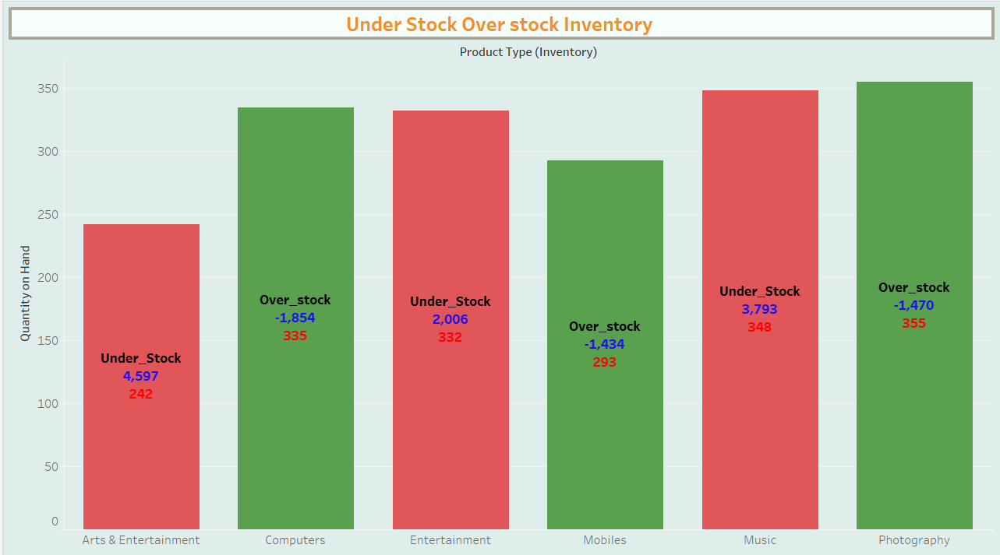 Under Stock Over stock Inventory
Product Type (Inventory)
Quantity on Hand
350
300
250
200
150
100
50
0
Under_Stock
4,597
242
Over_stock
-1,854
335
Under_Stock
2,006
332
Over_stock
-1,434
293
Under_Stock
3,793
348
Over_stock
-1,470
355
Arts & Entertainment
Computers
Entertainment
Mobiles
Music
Photography